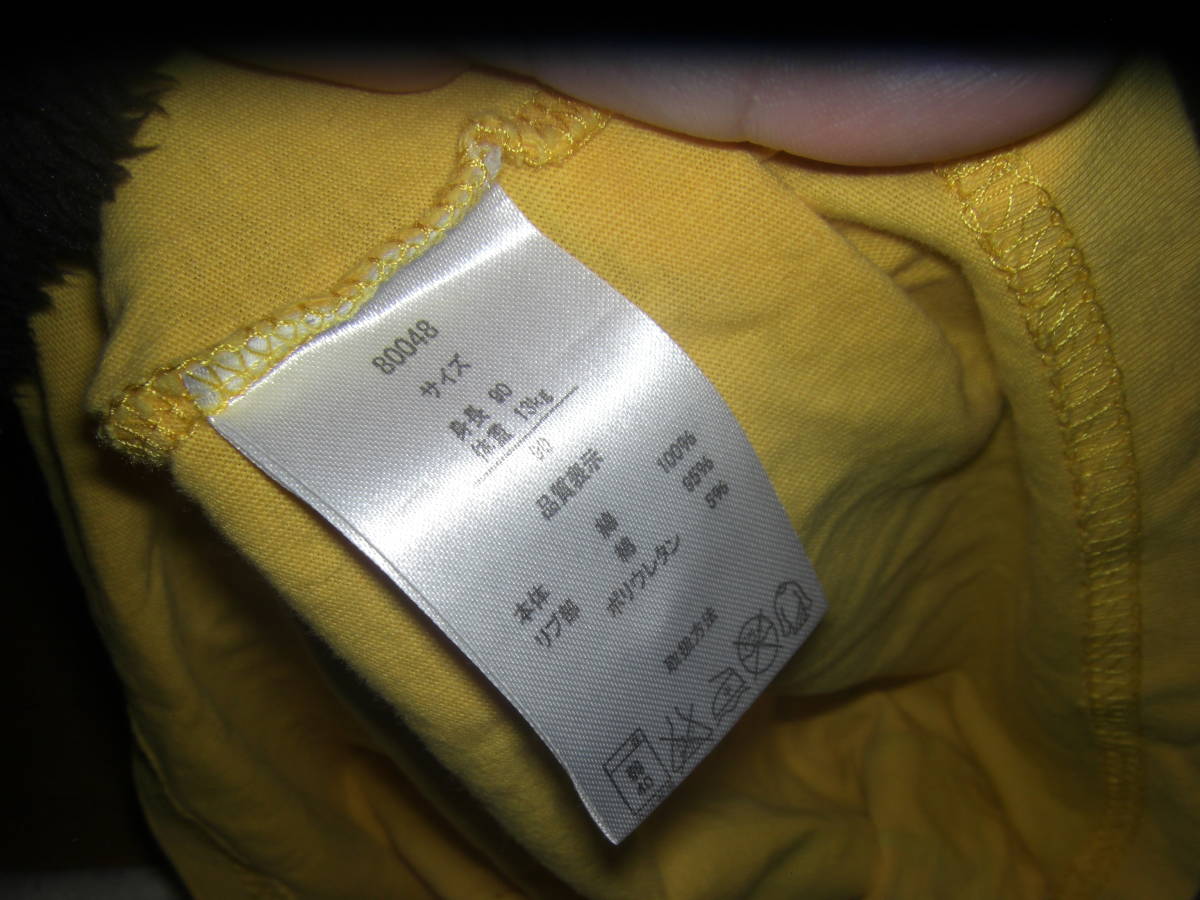 80048
サイズ
身長 90
体重 13kg
90
品質表示
本体 綿 100%
リブ部 綿 95%
ポリウレタン 5%
取扱方法
40